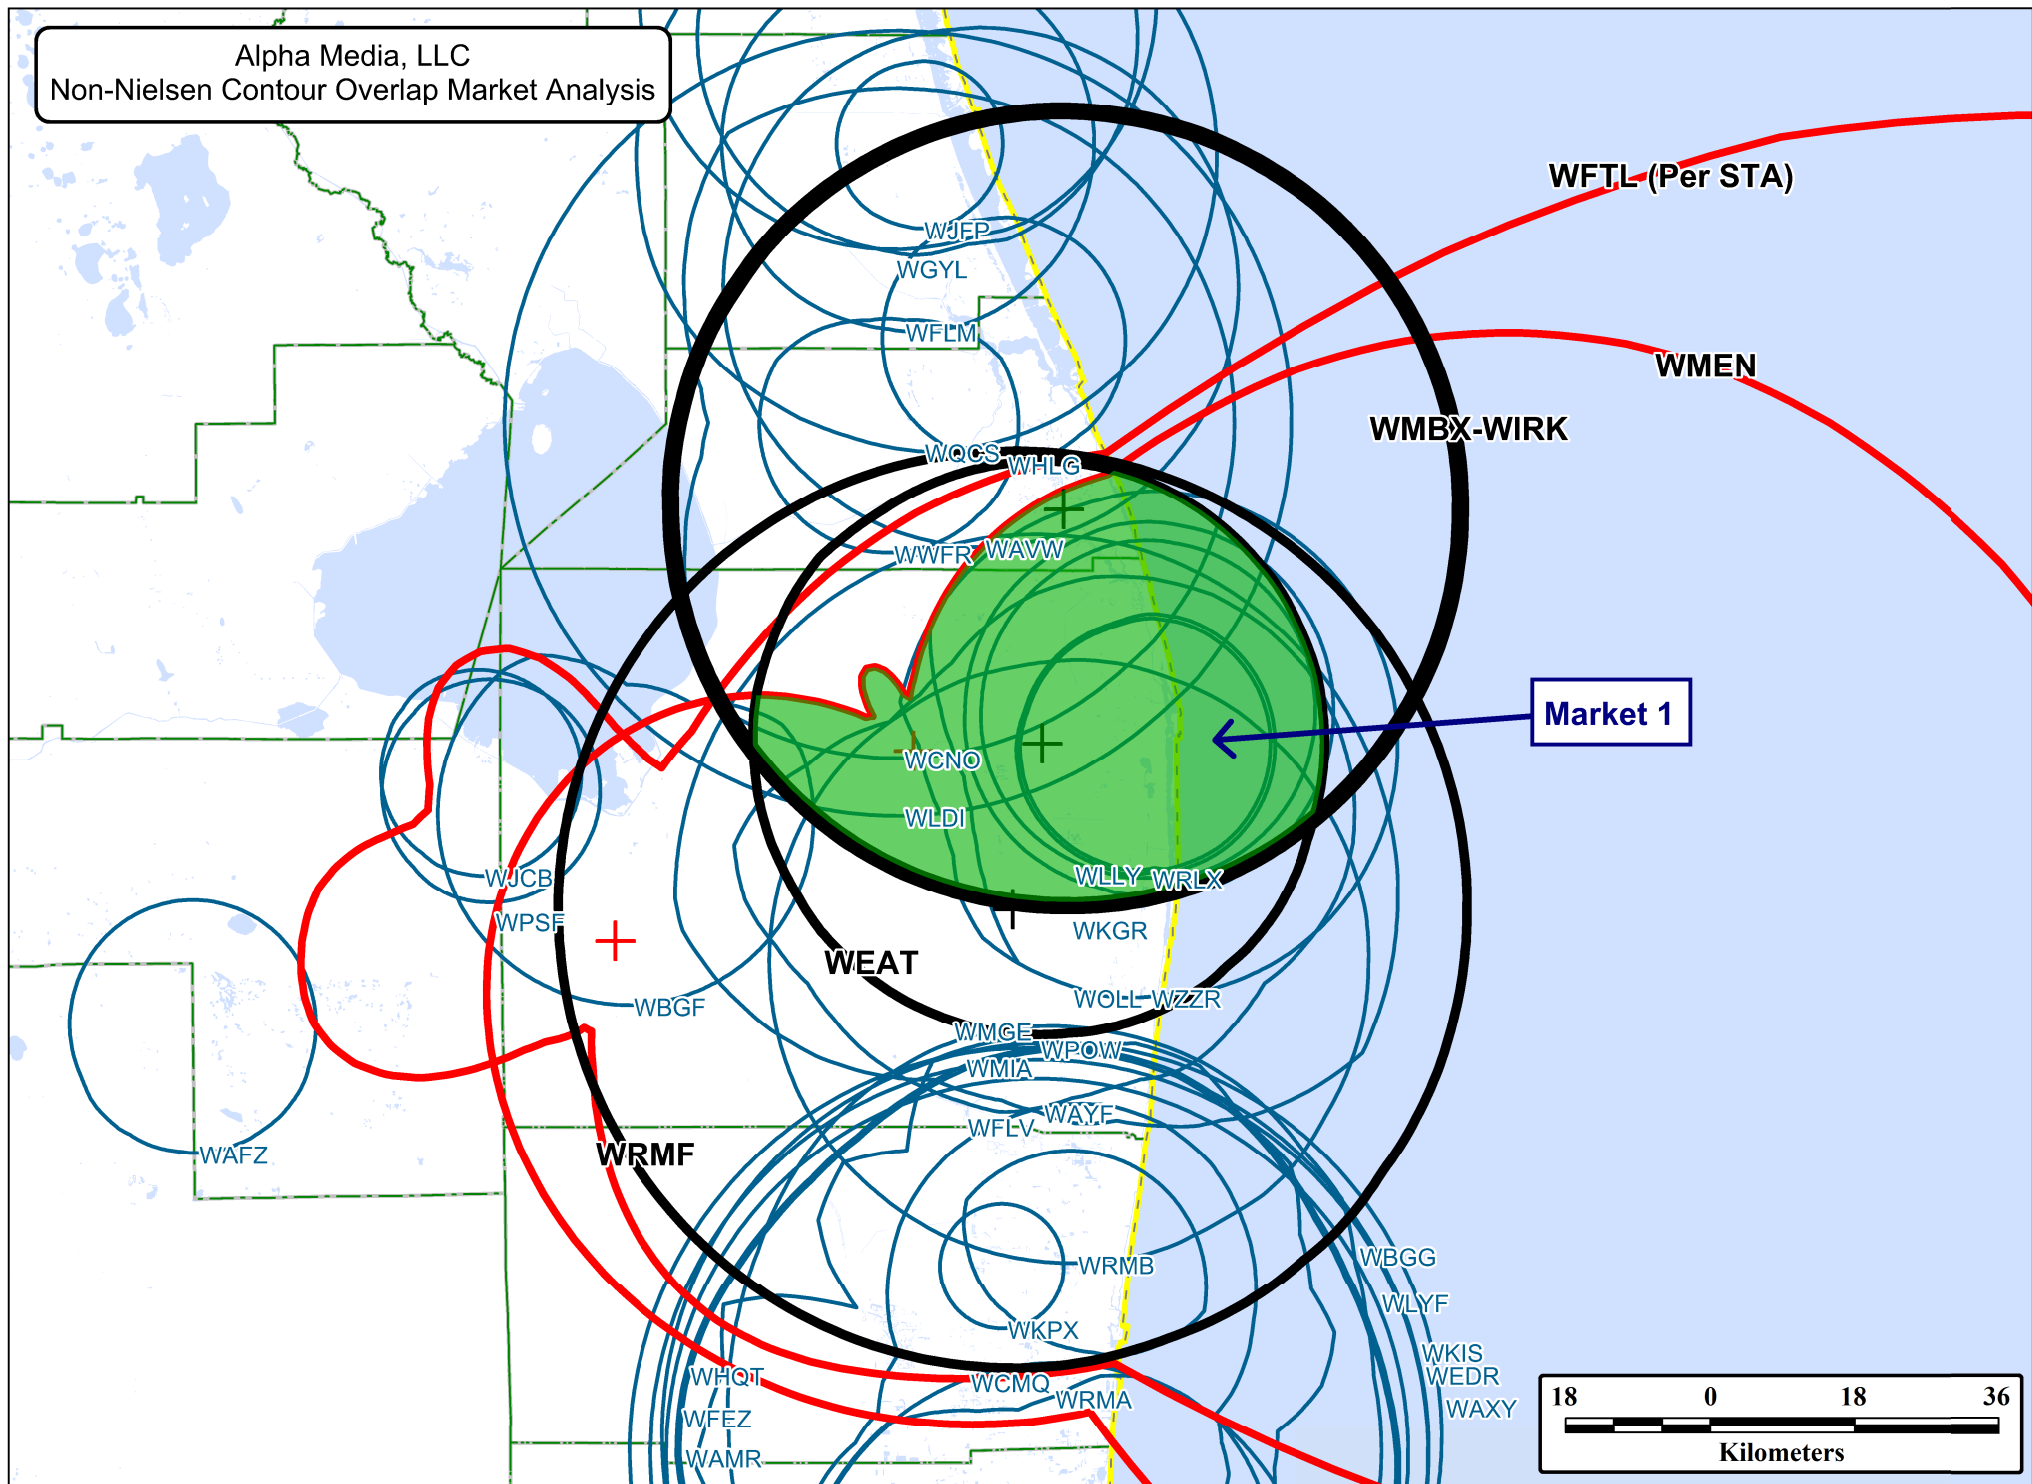 Alpha Media, LLC
Non-Nielsen Contour Overlap Market Analysis
WFTL (Per STA)
WJFP
WGYL
WFLM
WMEN
WMBX-WIRK
WQCS
WHLG
WWFR
WAVW
Market 1
WCNO
WLDI
WJCB
WLLY
WRLX
WPSF
WKGR
WEAT
WBGF
WOLL
WZZR
WMGE
WPOW
WMIA
WAYF
WFLV
WAFZ
WRMF
WRMB
WBGG
WLYF
WKPX
WKIS
WEDR
WHQT
WCMQ
WRMA
WAXY
WFEZ
WAMR
18 0 18 36
Kilometers